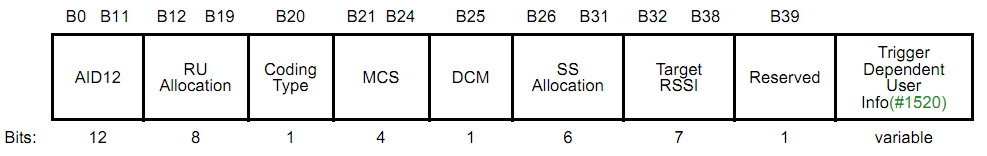 B0 B11 B12 B19 B20 B21 B24 B25 B26 B31 B32 B38 B39
AID12
RU
Allocation
Coding
Type
MCS
DCM
SS
Allocation
Target
RSSI
Reserved
Trigger
Dependent
User
Info(#1520)
Bits: 12 8 1 4 1 6 7 1 variable